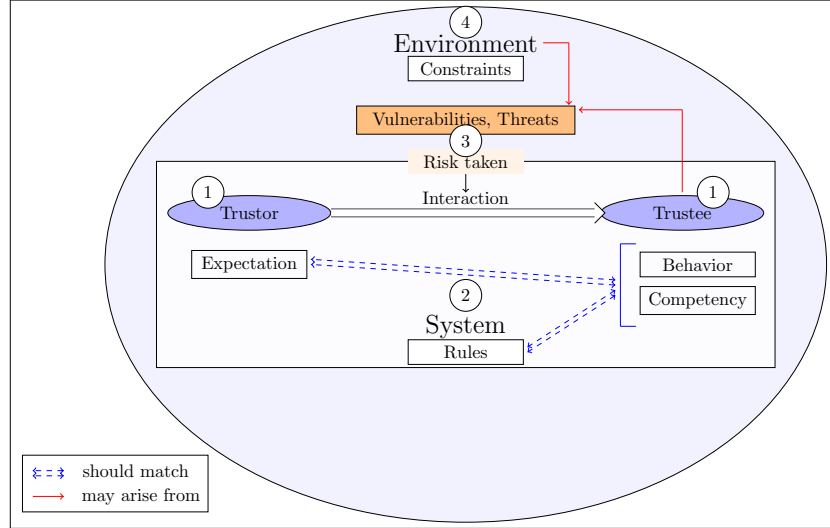 4
Environment
Constraints
Vulnerabilities, Threats
3
Risk taken
1
Interaction
1
Trustor
Trustee
Expectation
Behavior
2
Competency
System
Rules
should match
may arise from